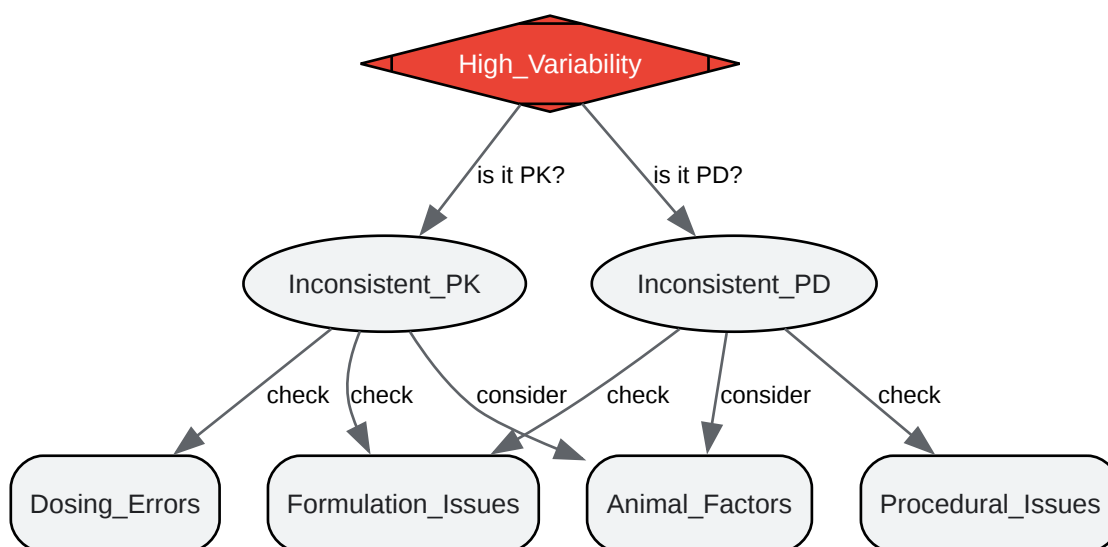 High_Variability
is it PK?
is it PD?
Inconsistent_PK
Inconsistent_PD
check
check
consider
check
consider
check
Dosing_Errors
Formulation_Issues
Animal_Factors
Procedural_Issues